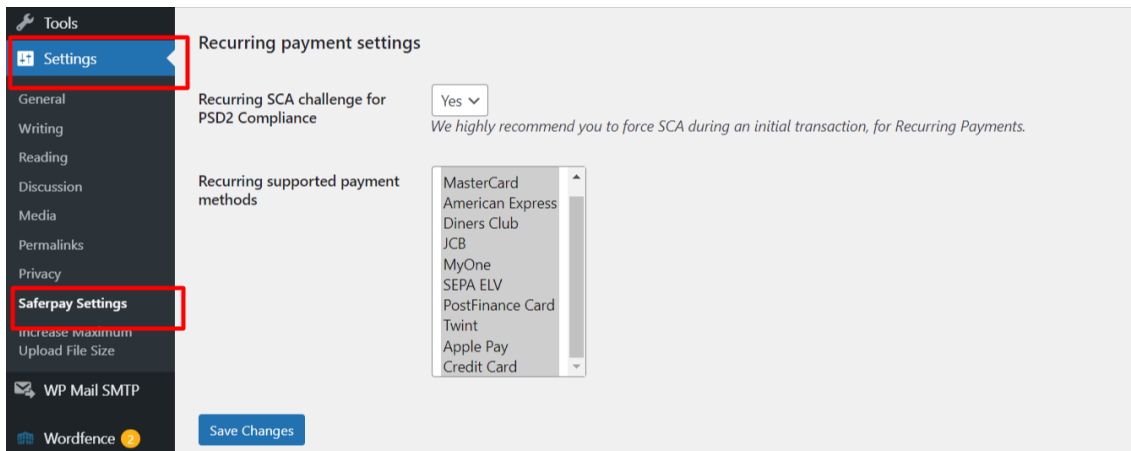 Tools
Settings
General
Writing
Reading
Discussion
Media
Permalinks
Privacy
Saferpay Settings
Increase Maximum
Upload File Size
WP Mail SMTP
Wordfence 2
Recurring payment settings
Recurring SCA challenge for
PSD2 Compliance
Yes
We highly recommend you to force SCA during an initial transaction, for Recurring Payments.
Recurring supported payment
methods
MasterCard
American Express
Diners Club
JCB
MyOne
SEPA ELV
PostFinance Card
Twint
Apple Pay
Credit Card
Save Changes